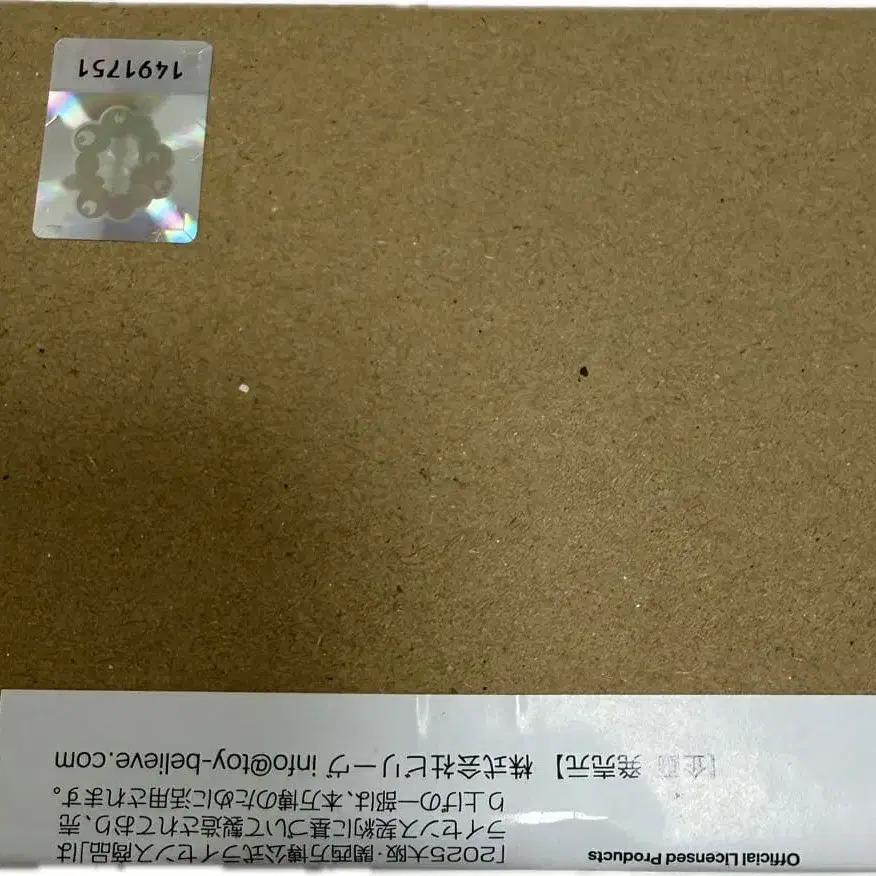 Official Licensed Products
「2025大阪・関西万博公式ライセンス商品」は
ライセンス契約に基づいて製造されており、売
り上げの一部は、本万博のために活用されます。
【企画・発売元】 株式会社ビリーヴ info@toy-believe.com
1491751